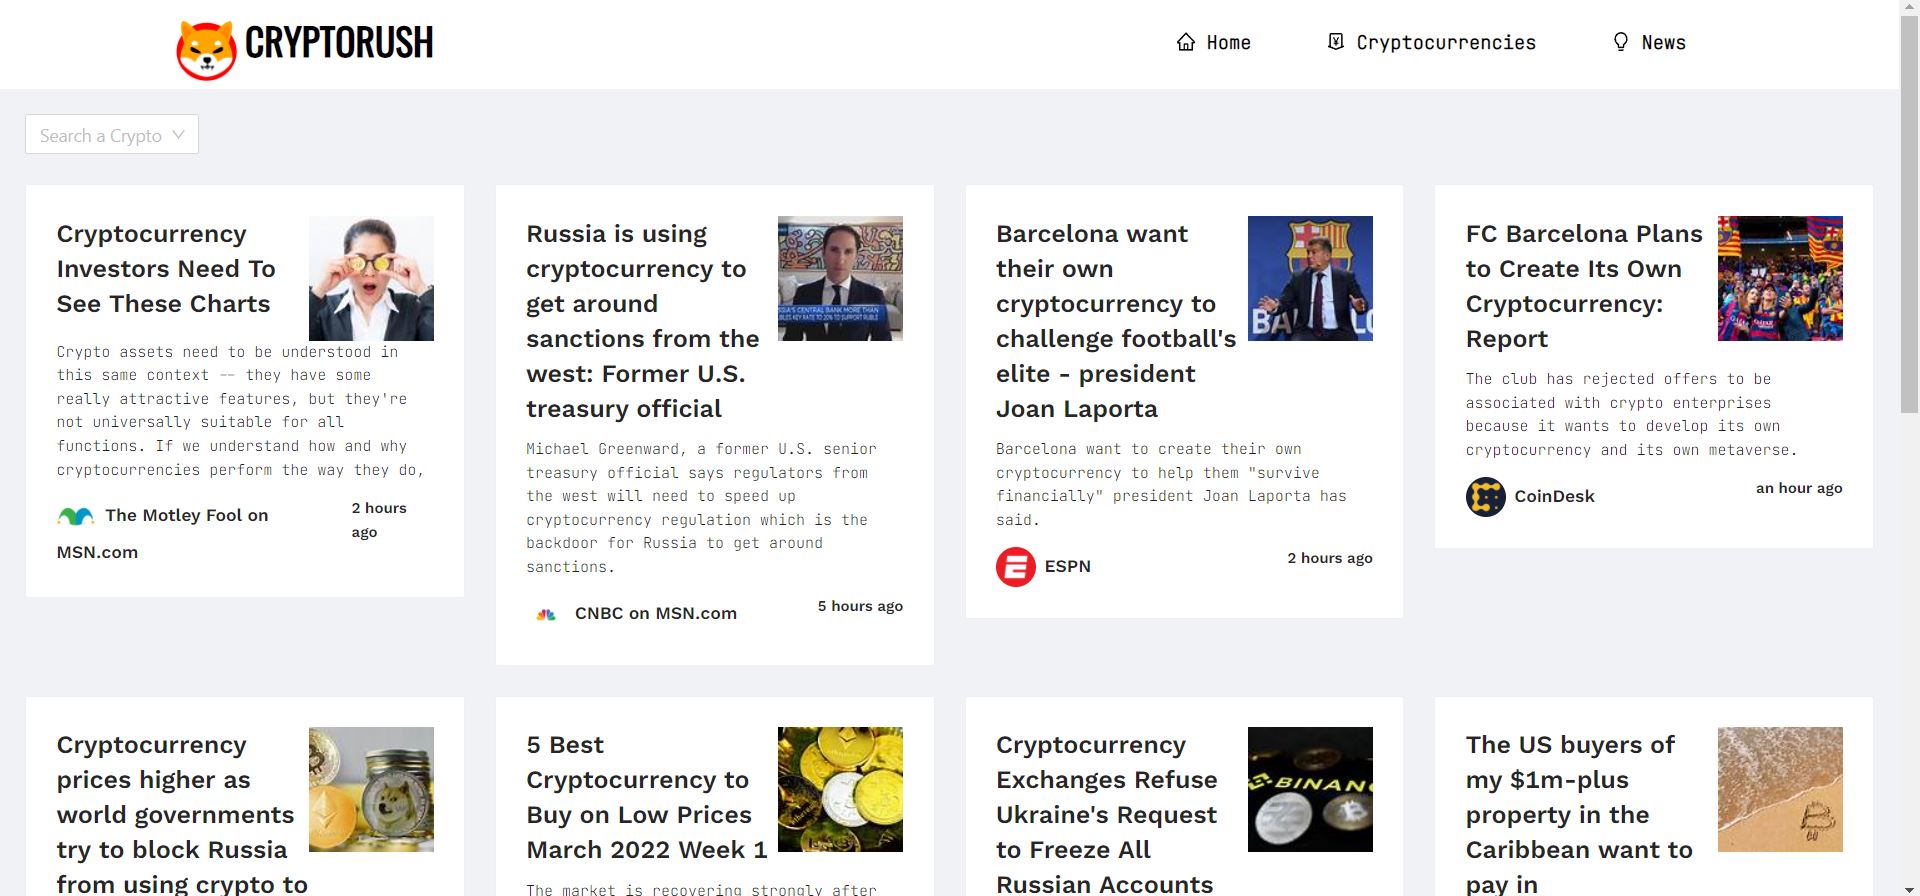 CRYPTORUSH
Home
Cryptocurrencies
News
Search a Crypto
Cryptocurrency
Investors Need To
See These Charts
Crypto assets need to be understood in
this same context -- they have some
really attractive features, but they're
not universally suitable for all
functions. If we understand how and why
cryptocurrencies perform the way they do,
The Motley Fool on
MSN.com
2 hours
ago
Russia is using
cryptocurrency to
get around
sanctions from the
west: Former U.S.
treasury official
Michael Greenward, a former U.S. senior
treasury official says regulators from
the west will need to speed up
cryptocurrency regulation which is the
backdoor for Russia to get around
sanctions.
CNBC on MSN.com
5 hours ago
Barcelona want
their own
cryptocurrency to
challenge football's
elite - president
Joan Laporta
BA
Barcelona want to create their own
cryptocurrency to help them "survive
financially" president Joan Laporta has
said.
ESPN
2 hours ago
FC Barcelona Plans
to Create Its Own
Cryptocurrency:
Report
The club has rejected offers to be
associated with crypto enterprises
because it wants to develop its own
cryptocurrency and its own metaverse.
CoinDesk
an hour ago
Cryptocurrency
prices higher as
world governments
try to block Russia
from using crypto to
5 Best
Cryptocurrency to
Buy on Low Prices
March 2022 Week 1
The market is recovering strongly after
Cryptocurrency
Exchanges Refuse
Ukraine's Request
to Freeze All
Russian Accounts
BINAN
The US buyers of
my $1m-plus
property in the
Caribbean want to
pay in